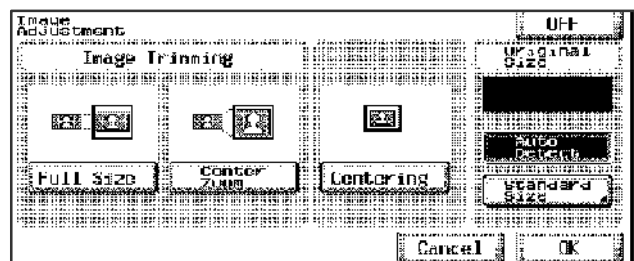 Image
Adjustment
OFF
Image Trimming
Original
Size
Auto
Detect
Full Size
Center
Zoom
Centering
Standard
Size
Cancel
OK